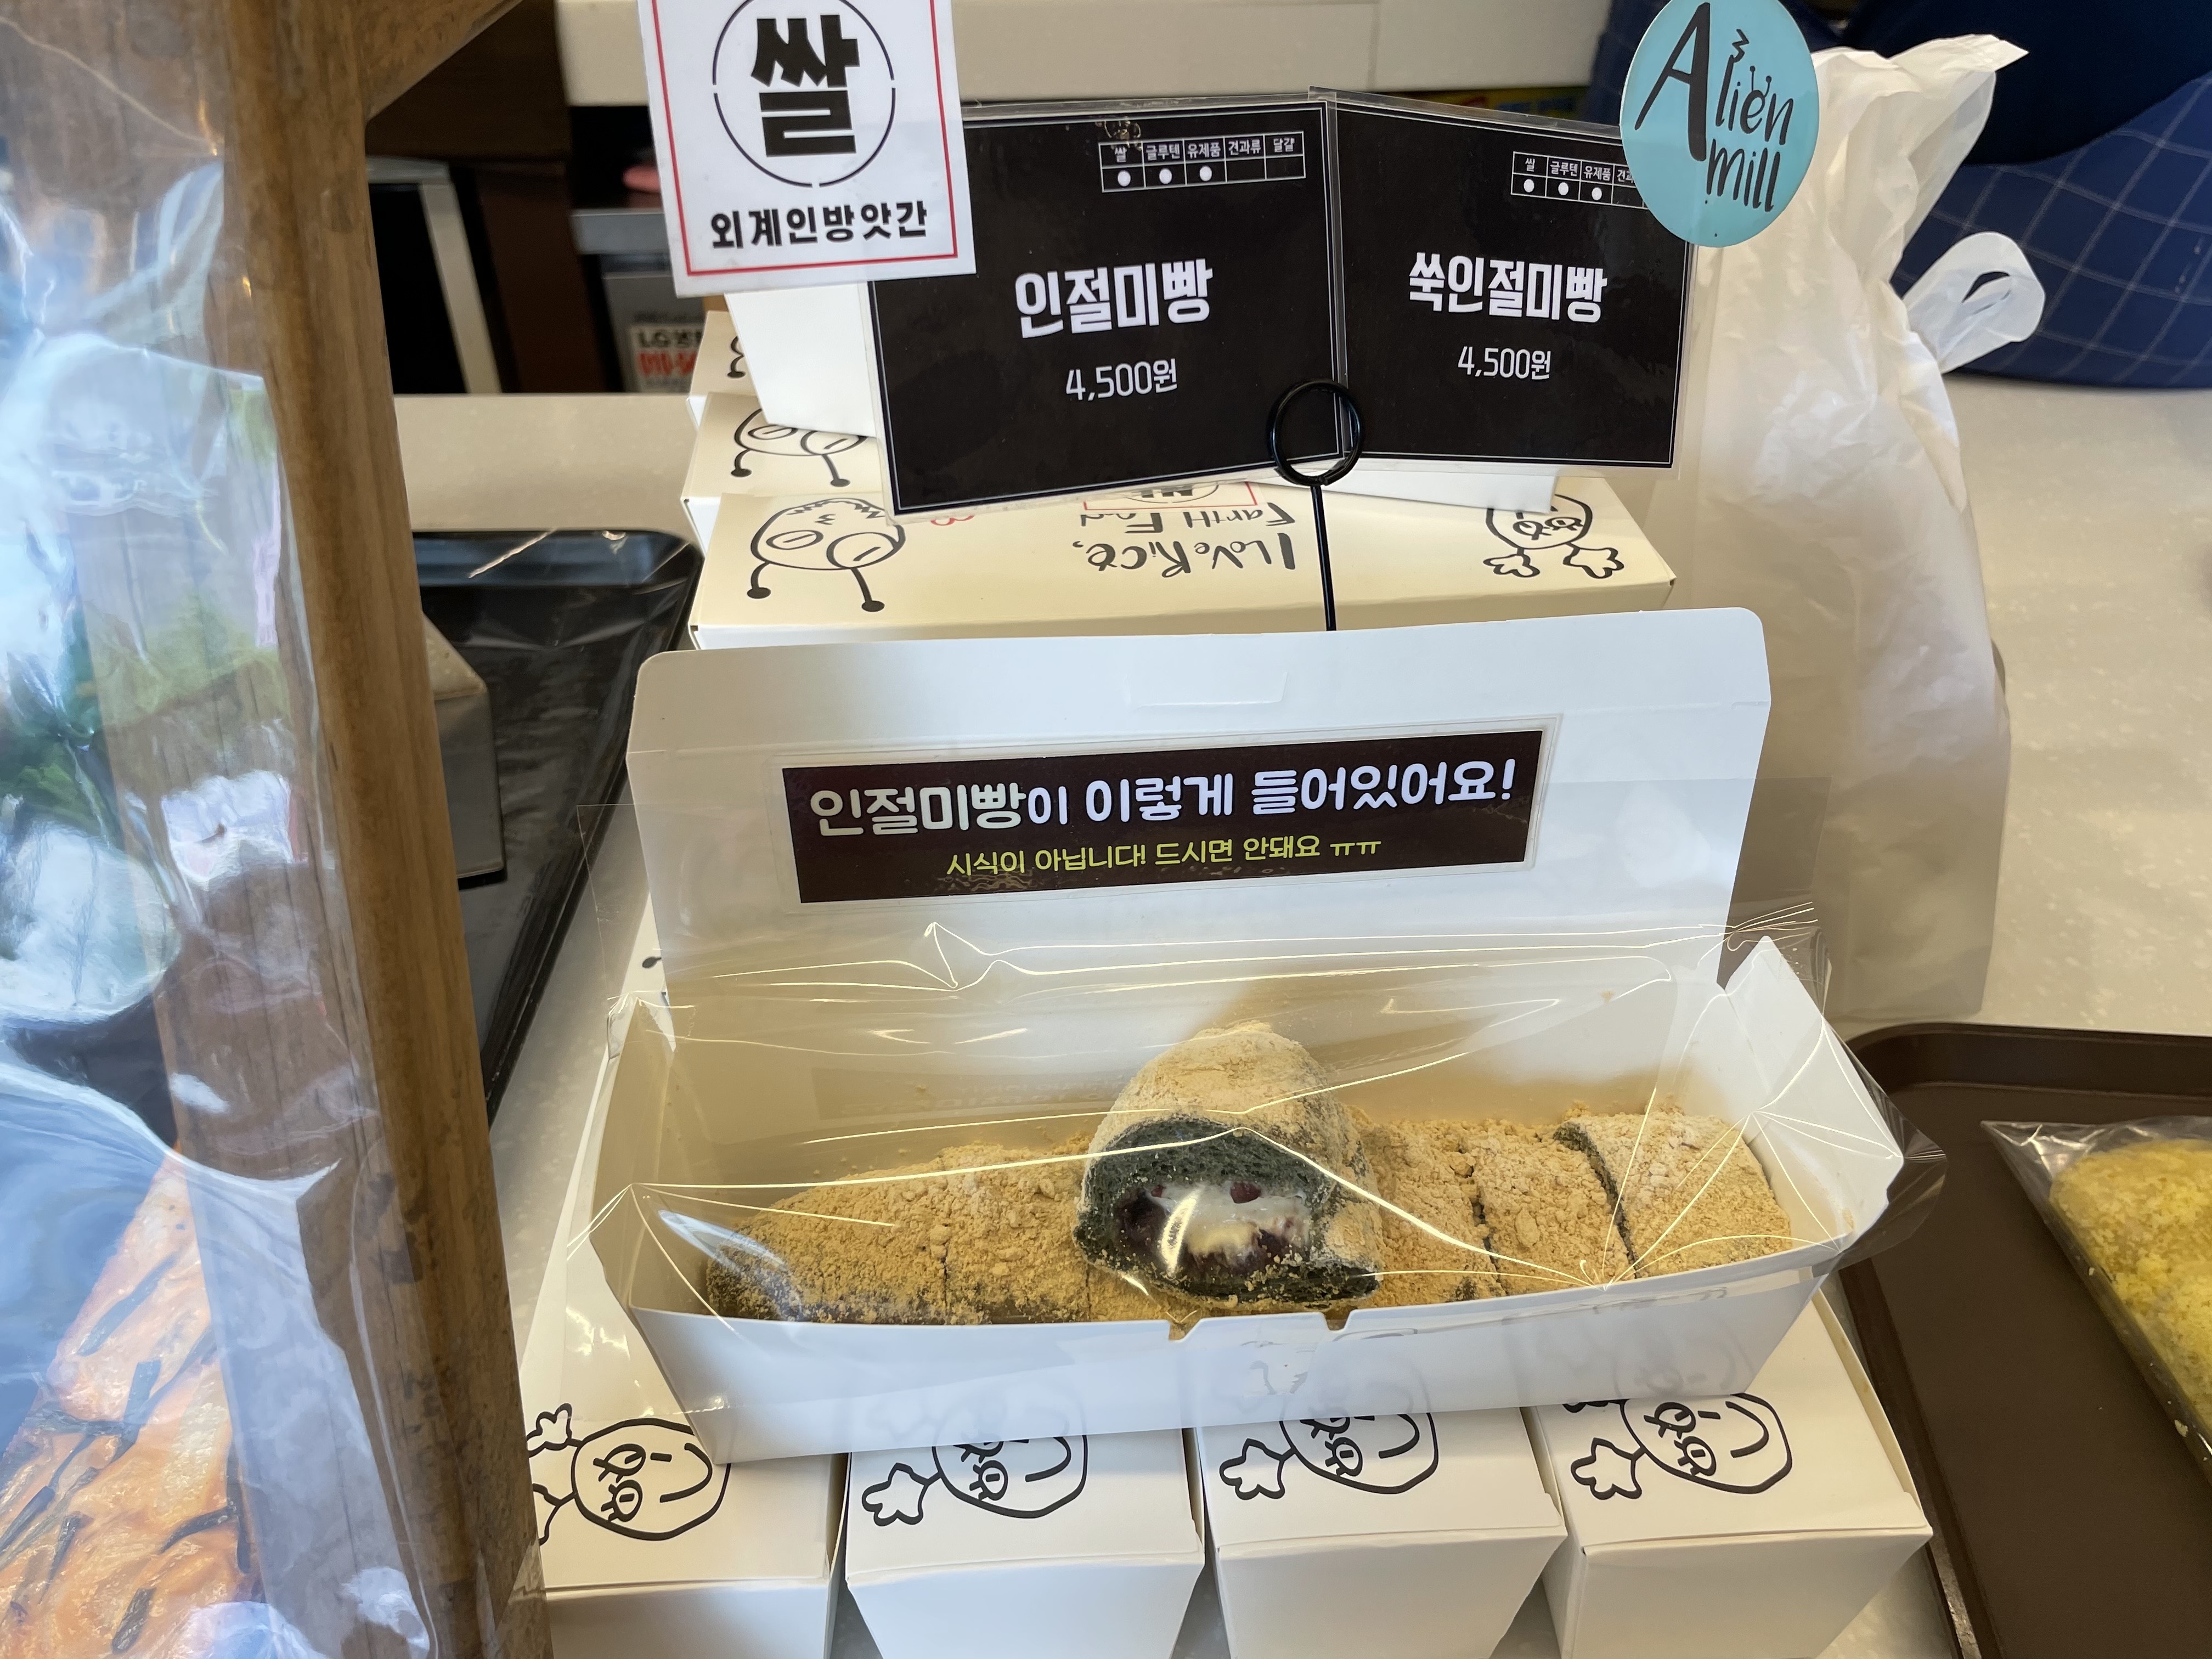 쌀
외계인방앗간
Alien
mill
쌀 글루텐 유제품 견과류 달걀
인절미빵
4,500원
쌀 글루텐 유제품
쑥인절미빵
4,500원
I LOVE RiCE,
EartH
인절미빵이 이렇게 들어있어요!
시식이 아닙니다! 드시면 안돼요 ㅠㅠ